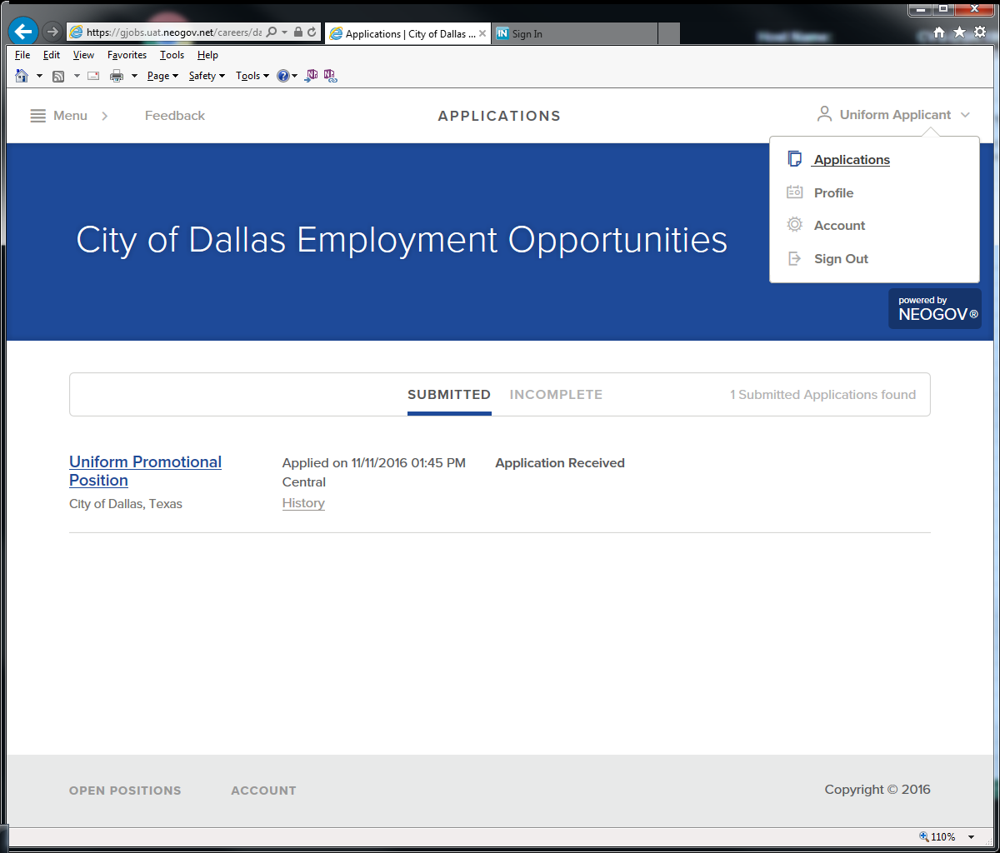 https://gjobs.uat.neogov.net/careers/da
Applications | City of Dallas ...
Sign In
File Edit View Favorites Tools Help
Page Safety Tools
Menu
Feedback
APPLICATIONS
Uniform Applicant
Applications
Profile
Account
Sign Out
City of Dallas Employment Opportunities
powered by
NEOGOV®
SUBMITTED
INCOMPLETE
1 Submitted Applications found
Uniform Promotional
Position
City of Dallas, Texas
Applied on 11/11/2016 01:45 PM
Central
History
Application Received
OPEN POSITIONS
ACCOUNT
Copyright © 2016
110%